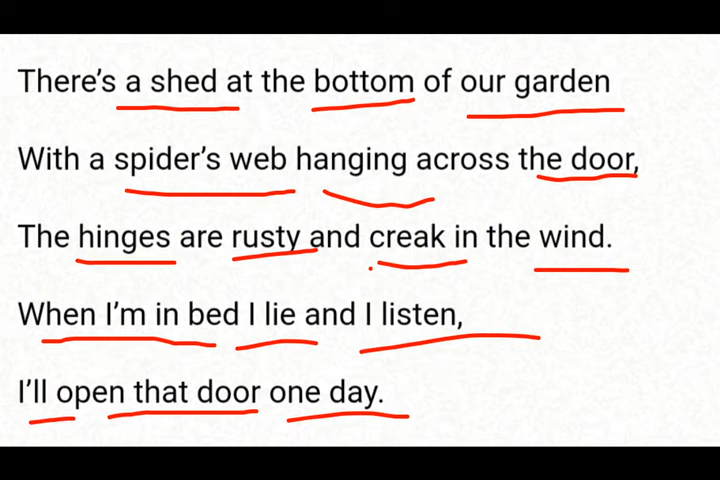 There’s a shed at the bottom of our garden
With a spider’s web hanging across the door,
The hinges are rusty and creak in the wind.
When I’m in bed I lie and I listen,
I’ll open that door one day.